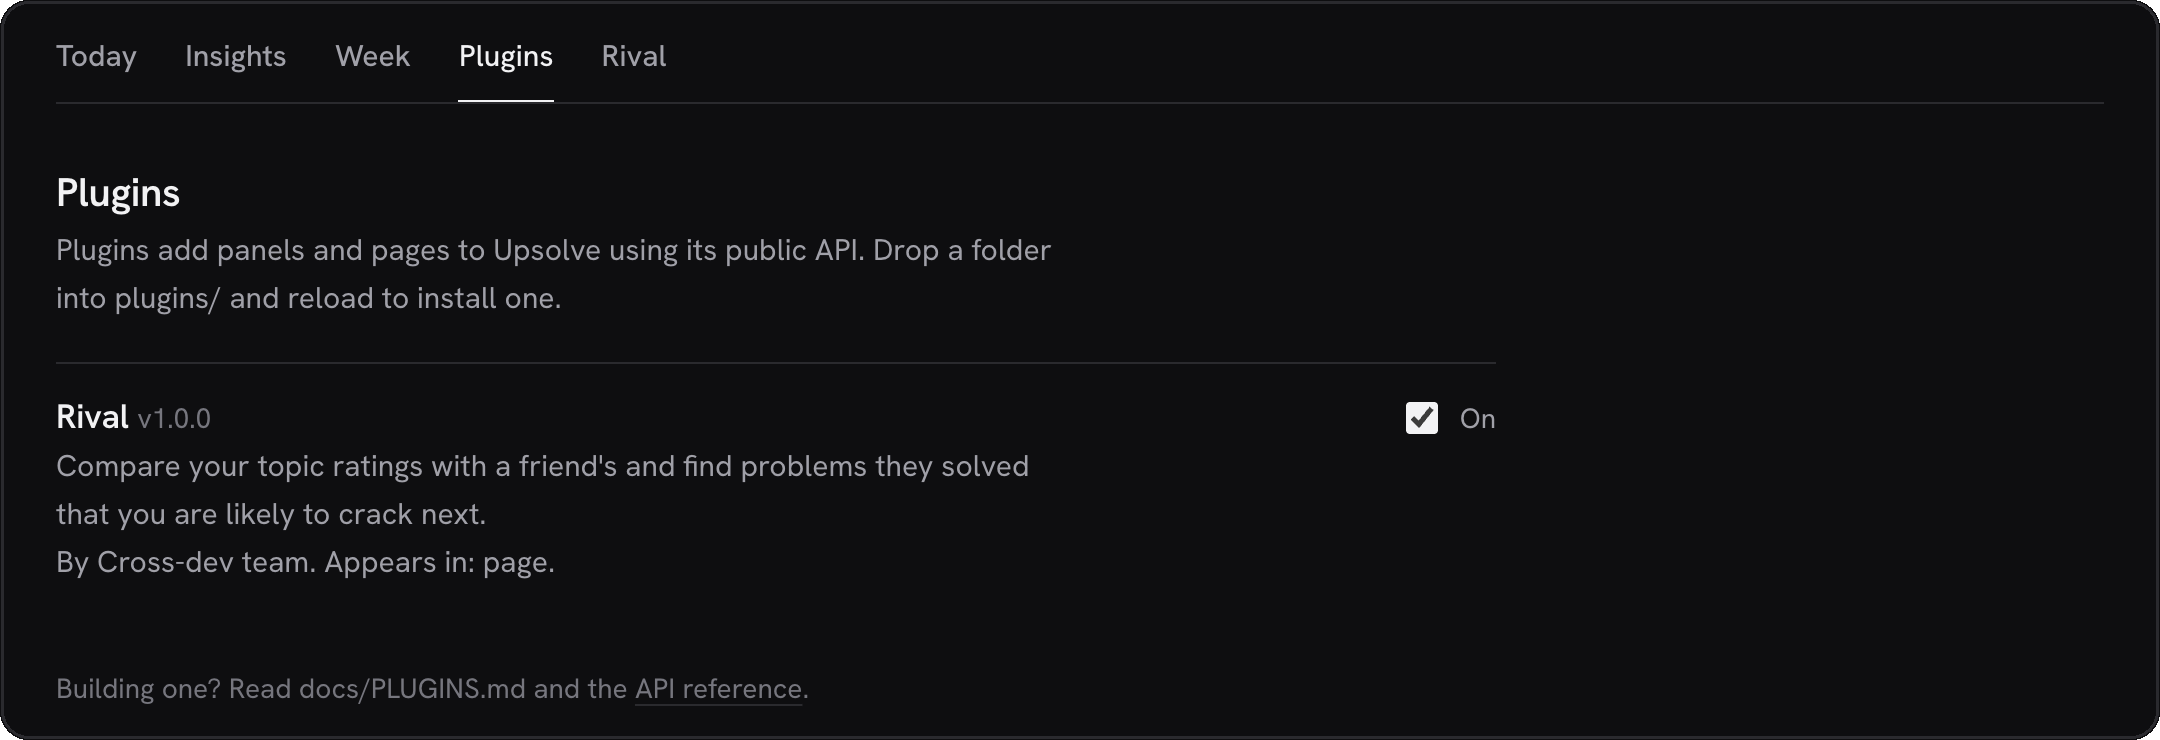 Today Insights Week Plugins Rival
Plugins
Plugins add panels and pages to Upsolve using its public API. Drop a folder
into plugins/ and reload to install one.
Rival v1.0.0 On
Compare your topic ratings with a friend's and find problems they solved
that you are likely to crack next.
By Cross-dev team. Appears in: page.
Building one? Read docs/PLUGINS.md and the API reference.